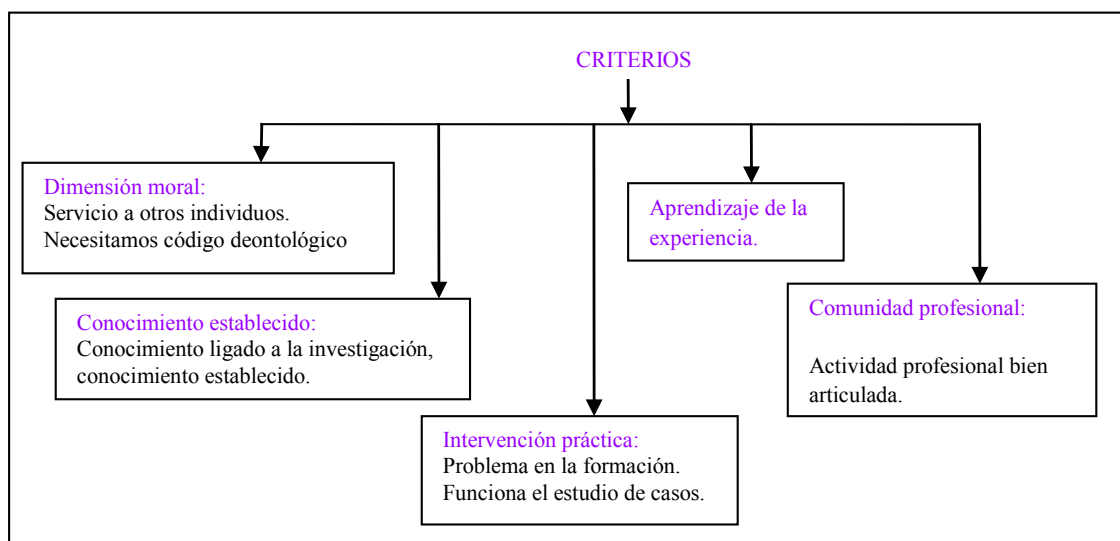 CRITERIOS
Dimensión moral:
Servicio a otros individuos.
Necesitamos código deontológico
Conocimiento establecido:
Conocimiento ligado a la investigación,
conocimiento establecido.
Intervención práctica:
Problema en la formación.
Funciona el estudio de casos.
Aprendizaje de la
experiencia.
Comunidad profesional:
Actividad profesional bien
articulada.